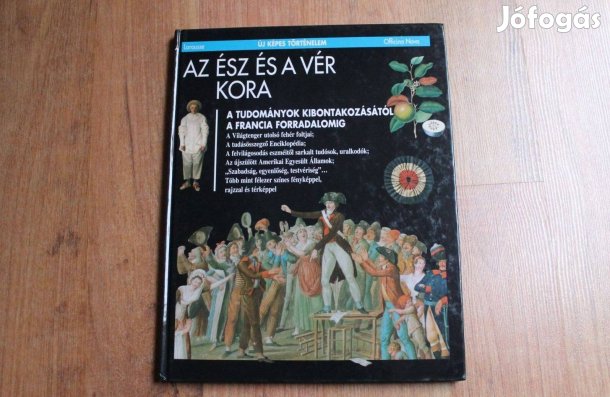 Jófogás
Larousse
ÚJ KÉPES TÖRTÉNELEM
Officina Nova
AZ ÉSZ ÉS A VÉR
KORA
A TUDOMÁNYOK KIBONTAKOZÁSÁTÓL
A FRANCIA FORRADALOMIG
A Világtenger utolsó fehér foltjai;
A tudásösszegző Enciklopédia;
A felvilágosodás eszméitől sarkalt tudósok, uralkodók;
Az újszülött Amerikai Egyesült Államok;
„Szabadság, egyenlőség, testvériség"...
Több mint félezer színes fényképpel,
rajzzal és térképpel